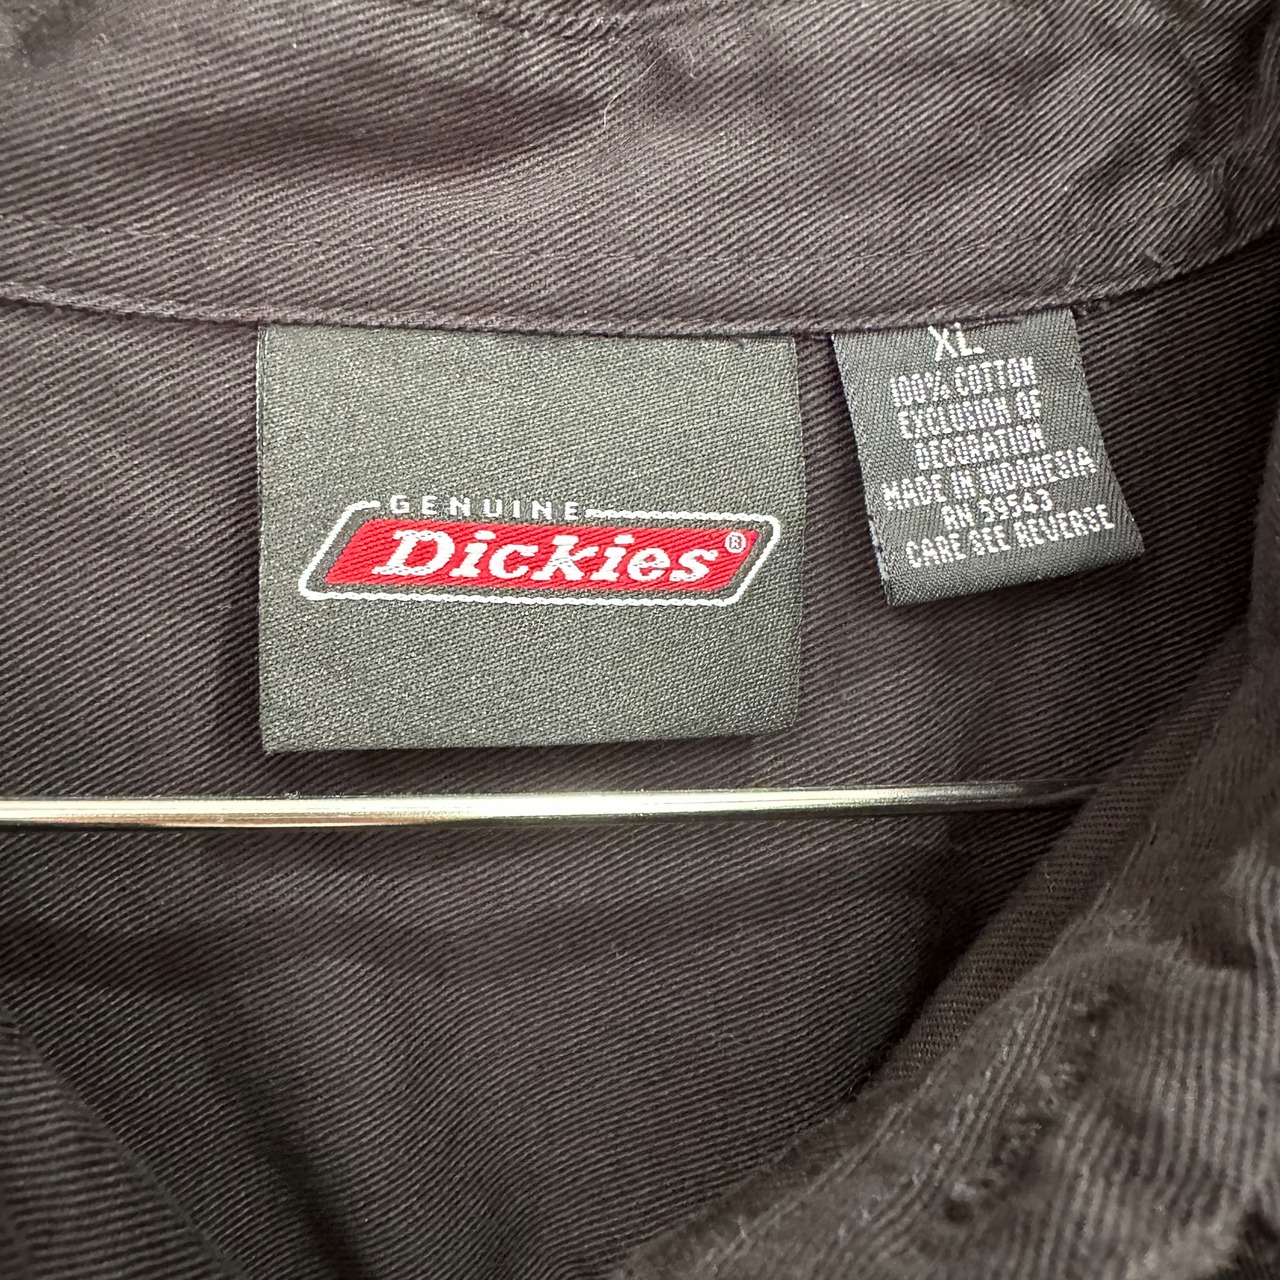 GENUINE
Dickies®
XL
100% COTTON
EXCLUSION OF
DECORATION
MADE IN INDONESIA
RN 59543
CARE SEE REVERSE